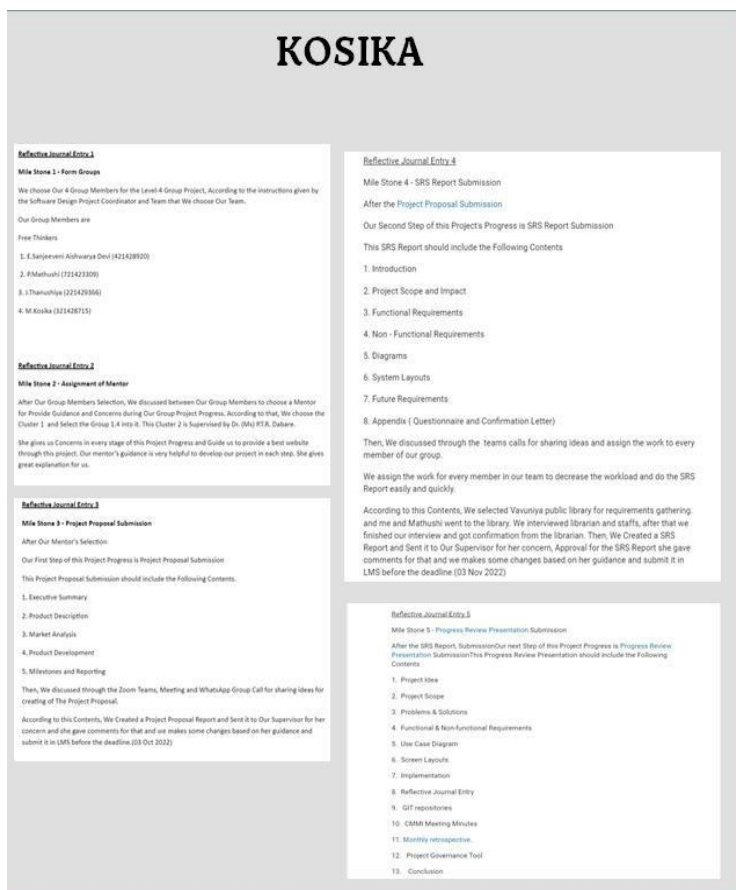 KOSIKA
Reflective Journal Entry 1
Mile Stone 1 - Form Groups
We choose Our 4 Group Members for the Level-4 Group Project, According to the instructions given by
the Software Design Project Coordinator and Team that We choose Our Team.
Our Group Members are
Free Thinkers
1. E.Sanjeeveni Aishwarya Devi (421428920)
2. P.Mathushi (721423309)
3. J.Thanushiya (221429366)
4. M.Kosika (321428715)
Reflective Journal Entry 2
Mile Stone 2 - Assignment of Mentor
After Our Group Members Selection, We discussed between Our Group Members to choose a Mentor
for Provide Guidance and Concerns during Our Group Project Progress. According to that, We choose the
Cluster 1 and Select the Group 1.4 into it. This Cluster 2 is Supervised by Dr. (Ms) P.T.R. Dabare.
She gives us Concerns in every stage of this Project Progress and Guide us to provide a best website
through this project. Our mentor's guidance is very helpful to develop our project in each step. She gives
great explanation for us.
Reflective Journal Entry 3
Mile Stone 3 - Project Proposal Submission
After Our Mentor's Selection
Our First Step of this Project Progress is Project Proposal Submission
This Project Proposal Submission should include the Following Contents.
1. Executive Summary
2. Product Description
3. Market Analysis
4. Product Development
5. Milestones and Reporting
Then, We discussed through the Zoom Teams, Meeting and WhatsApp Group Call for sharing ideas for
creating of The Project Proposal.
According to this Contents, We Created a Project Proposal Report and Sent it to Our Supervisor for her
concern and she gave comments for that and we makes some changes based on her guidance and
submit it in LMS before the deadline.(03 Oct 2022)
Reflective Journal Entry 4
Mile Stone 4 - SRS Report Submission
After the Project Proposal Submission
Our Second Step of this Project's Progress is SRS Report Submission
This SRS Report should include the Following Contents
1. Introduction
2. Project Scope and Impact
3. Functional Requirements
4. Non - Functional Requirements
5. Diagrams
6. System Layouts
7. Future Requirements
8. Appendix ( Questionnaire and Confirmation Letter)
Then, We discussed through the teams calls for sharing ideas and assign the work to every
member of our group.
We assign the work for every member in our team to decrease the workload and do the SRS
Report easily and quickly.
According to this Contents, We selected Vavuniya public library for requirements gathering.
and me and Mathushi went to the library. We interviewed librarian and staffs, after that we
finished our interview and got confirmation from the librarian. Then, We Created a SRS
Report and Sent it to Our Supervisor for her concern, Approval for the SRS Report she gave
comments for that and we makes some changes based on her guidance and submit it in
LMS before the deadline.(03 Nov 2022)
Reflective Journal Entry 5
Mile Stone 5 - Progress Review Presentation Submission
After the SRS Report, SubmissionOur next Step of this Project Progress is Progress Review
Presentation SubmissionThis Progress Review Presentation should include the Following
Contents
1. Project Idea
2. Project Scope
3. Problems & Solutions
4. Functional & Non-functional Requirements
5. Use Case Diagram
6. Screen Layouts
7. Implementation
8. Reflective Journal Entry
9. GIT repositories
10. CMMI Meeting Minutes
11. Monthly retrospective.
12. Project Governance Tool
13. Conclusion